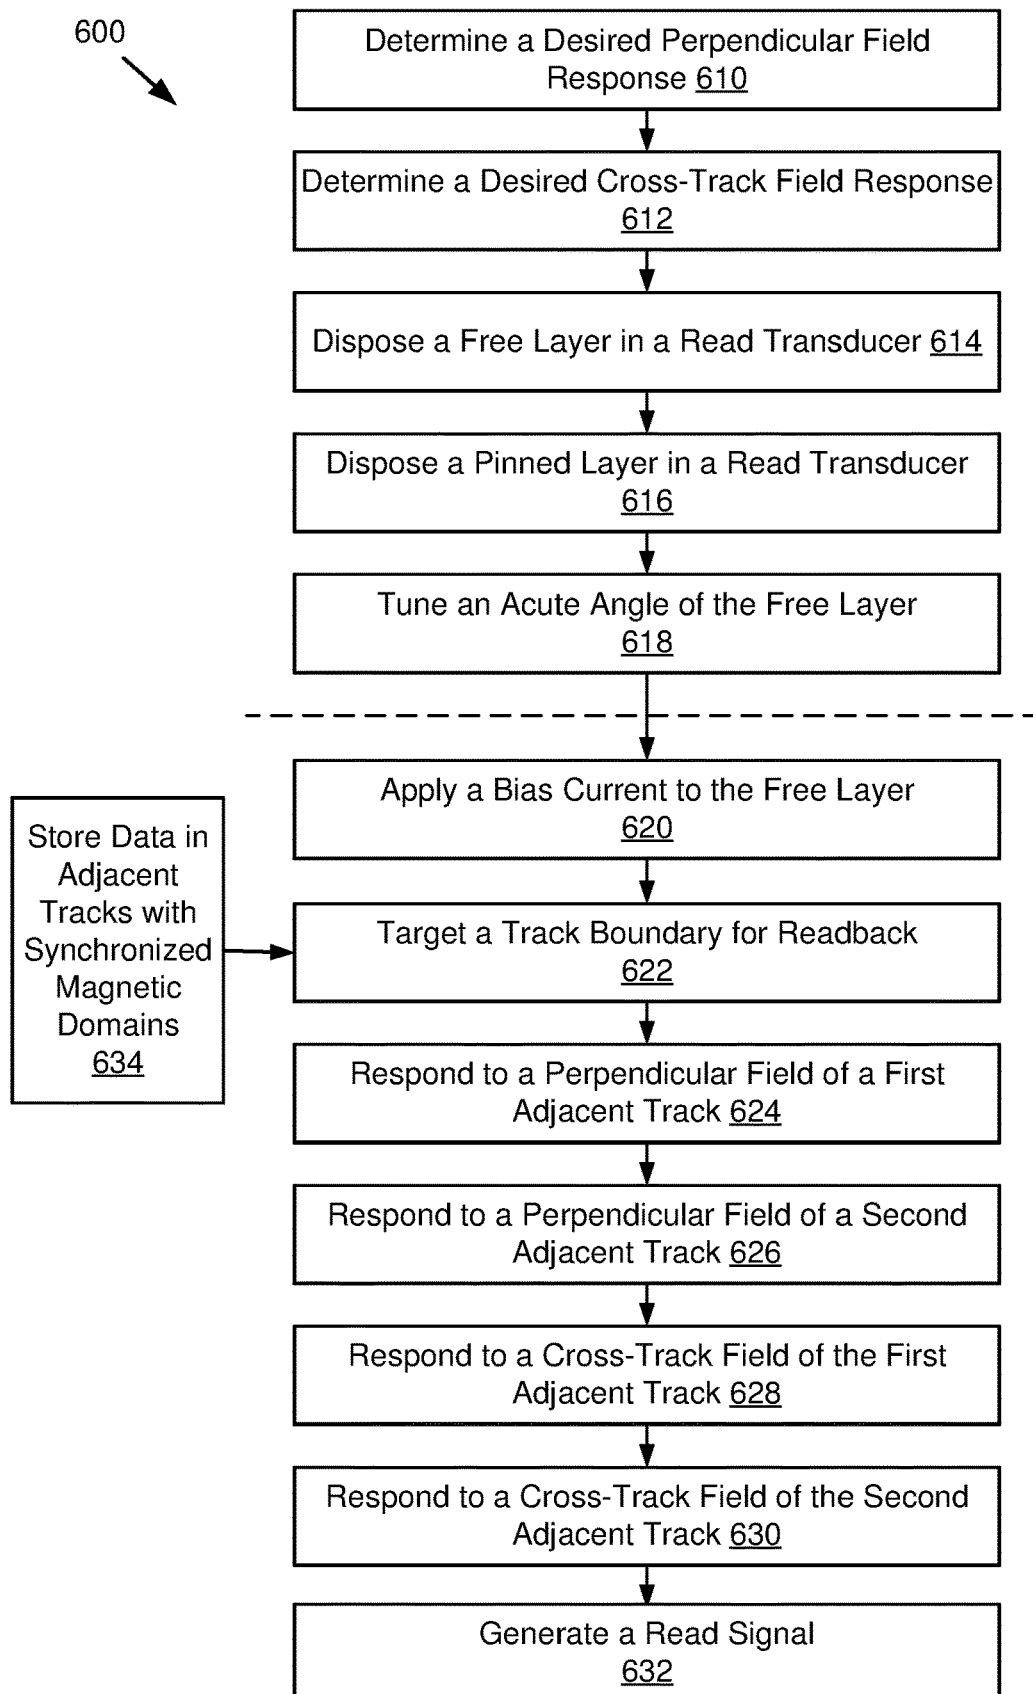 600
Determine a Desired Perpendicular Field
Response 610
Determine a Desired Cross-Track Field Response
612
Dispose a Free Layer in a Read Transducer 614
Dispose a Pinned Layer in a Read Transducer
616
Tune an Acute Angle of the Free Layer
618
Apply a Bias Current to the Free Layer
620
Store Data in
Adjacent
Tracks with
Synchronized
Magnetic
Domains
634
Target a Track Boundary for Readback
622
Respond to a Perpendicular Field of a First
Adjacent Track 624
Respond to a Perpendicular Field of a Second
Adjacent Track 626
Respond to a Cross-Track Field of the First
Adjacent Track 628
Respond to a Cross-Track Field of the Second
Adjacent Track 630
Generate a Read Signal
632